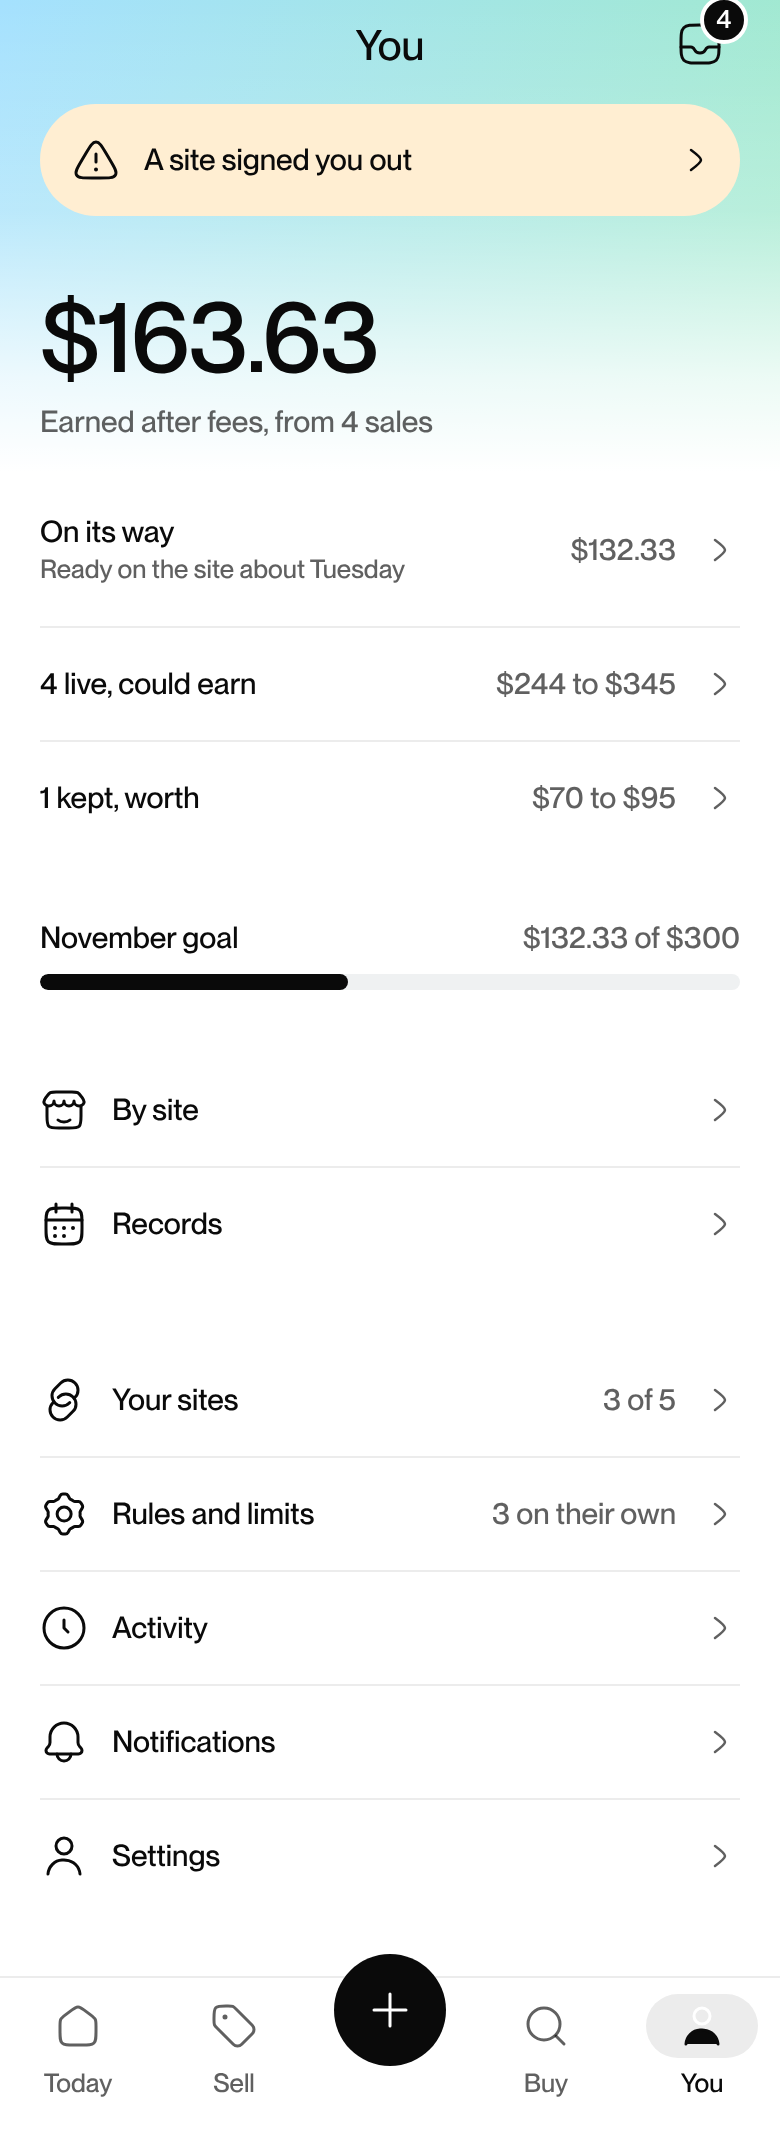 You
4
A site signed you out
$163.63
Earned after fees, from 4 sales
On its way
$132.33
Ready on the site about Tuesday
4 live, could earn
$244 to $345
1 kept, worth
$70 to $95
November goal
$132.33 of $300
By site
Records
Your sites
3 of 5
Rules and limits
3 on their own
Activity
Notifications
Settings
Today
Sell
Buy
You